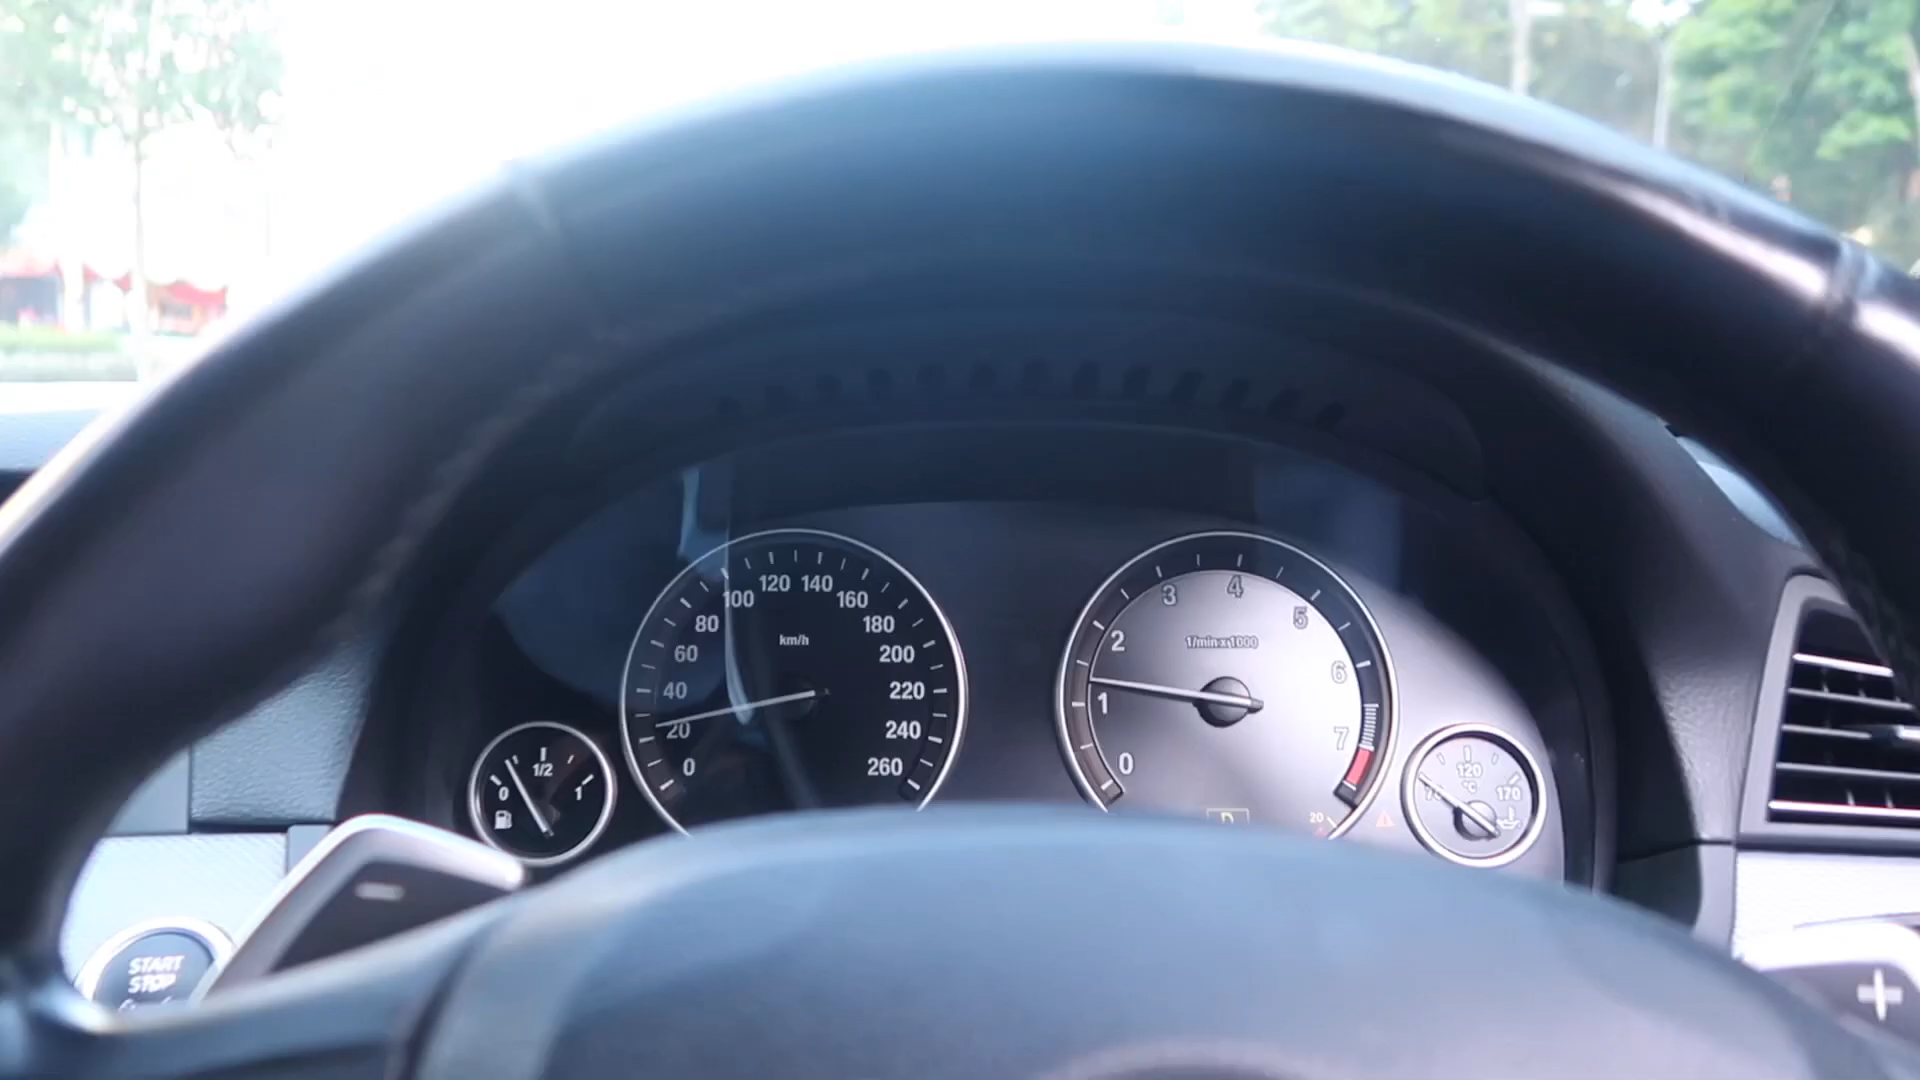 0 20 40 60 80 100 120 140 160 180 200 220 240 260
km/h
0 1 2 3 4 5 6 7
1/min x 1000
0 1/2 1
120 170
°C
D
20
START
STOP